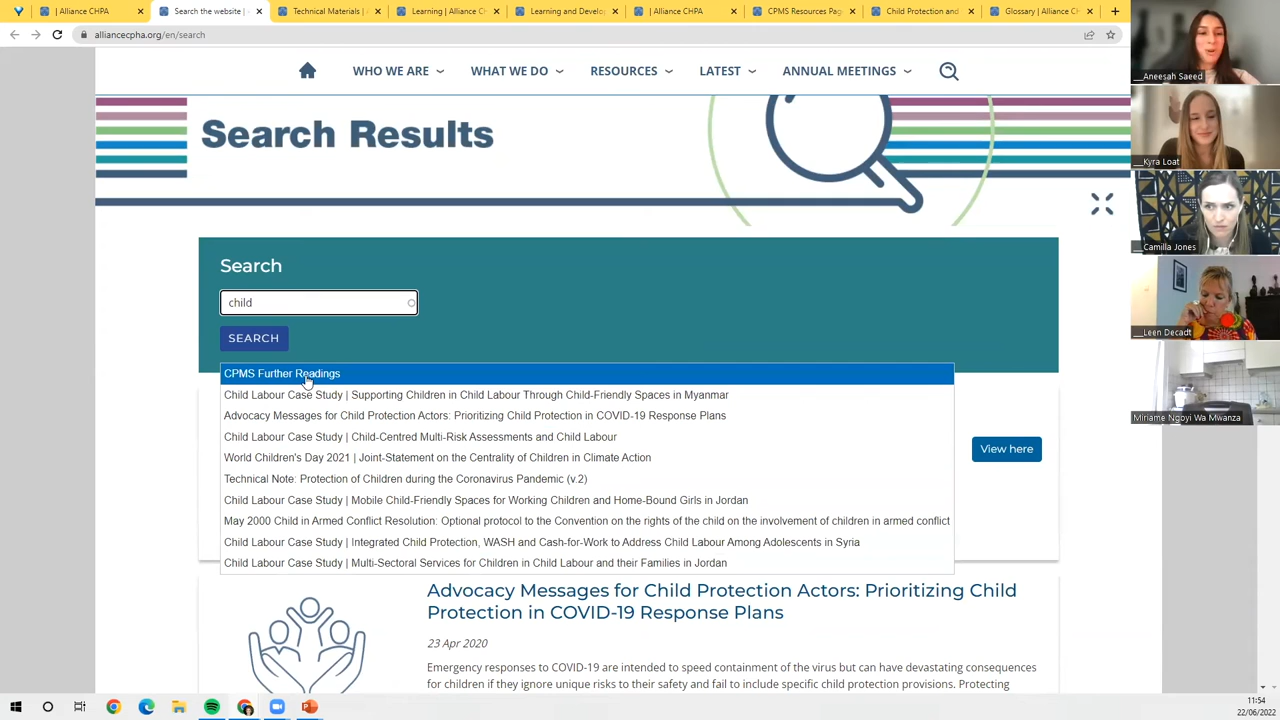 | Alliance CHPA
Search the website |
Technical Materials |
Learning | Alliance C
Learning and Develo
| Alliance CHPA
CPMS Resources Pag
Child Protection and
Glossary | Alliance C
alliancecpha.org/en/search
WHO WE ARE
WHAT WE DO
RESOURCES
LATEST
ANNUAL MEETINGS
Search Results
Search
child
SEARCH
CPMS Further Readings
Child Labour Case Study | Supporting Children in Child Labour Through Child-Friendly Spaces in Myanmar
Advocacy Messages for Child Protection Actors: Prioritizing Child Protection in COVID-19 Response Plans
Child Labour Case Study | Child-Centred Multi-Risk Assessments and Child Labour
World Children's Day 2021 | Joint-Statement on the Centrality of Children in Climate Action
Technical Note: Protection of Children during the Coronavirus Pandemic (v.2)
Child Labour Case Study | Mobile Child-Friendly Spaces for Working Children and Home-Bound Girls in Jordan
May 2000 Child in Armed Conflict Resolution: Optional protocol to the Convention on the rights of the child on the involvement of children in armed conflict
Child Labour Case Study | Integrated Child Protection, WASH and Cash-for-Work to Address Child Labour Among Adolescents in Syria
Child Labour Case Study | Multi-Sectoral Services for Children in Child Labour and their Families in Jordan
View here
Advocacy Messages for Child Protection Actors: Prioritizing Child
Protection in COVID-19 Response Plans
23 Apr 2020
Emergency responses to COVID-19 are intended to speed containment of the virus but can have devastating consequences
for children if they ignore unique risks to their safety and fail to include specific child protection provisions. Protecting
__Aneesah Saeed
__Kyra Loat
__Camilla Jones
__Leen Decadt
Miriame Ngoyi Wa Mwanza
11:54
22/06/2022